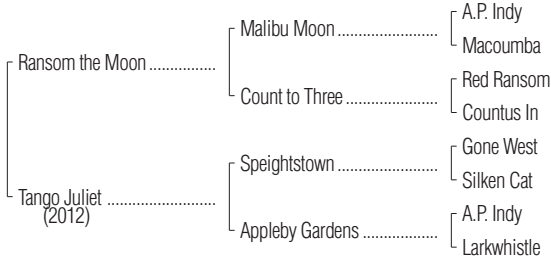 A.P. Indy
Malibu Moon ....................
Macoumba
Ransom the Moon .............
Red Ransom
Count to Three ..................
Countus In
Gone West
Speightstown ....................
Silken Cat
Tango Juliet .....................
(2012)
A.P. Indy
Appleby Gardens ...............
Larkwhistle